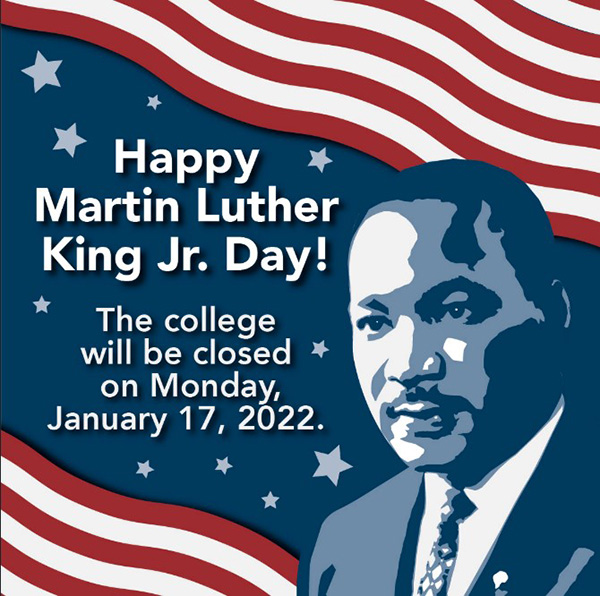 Happy
Martin Luther
King Jr. Day!
The college
will be closed
on Monday,
January 17, 2022.